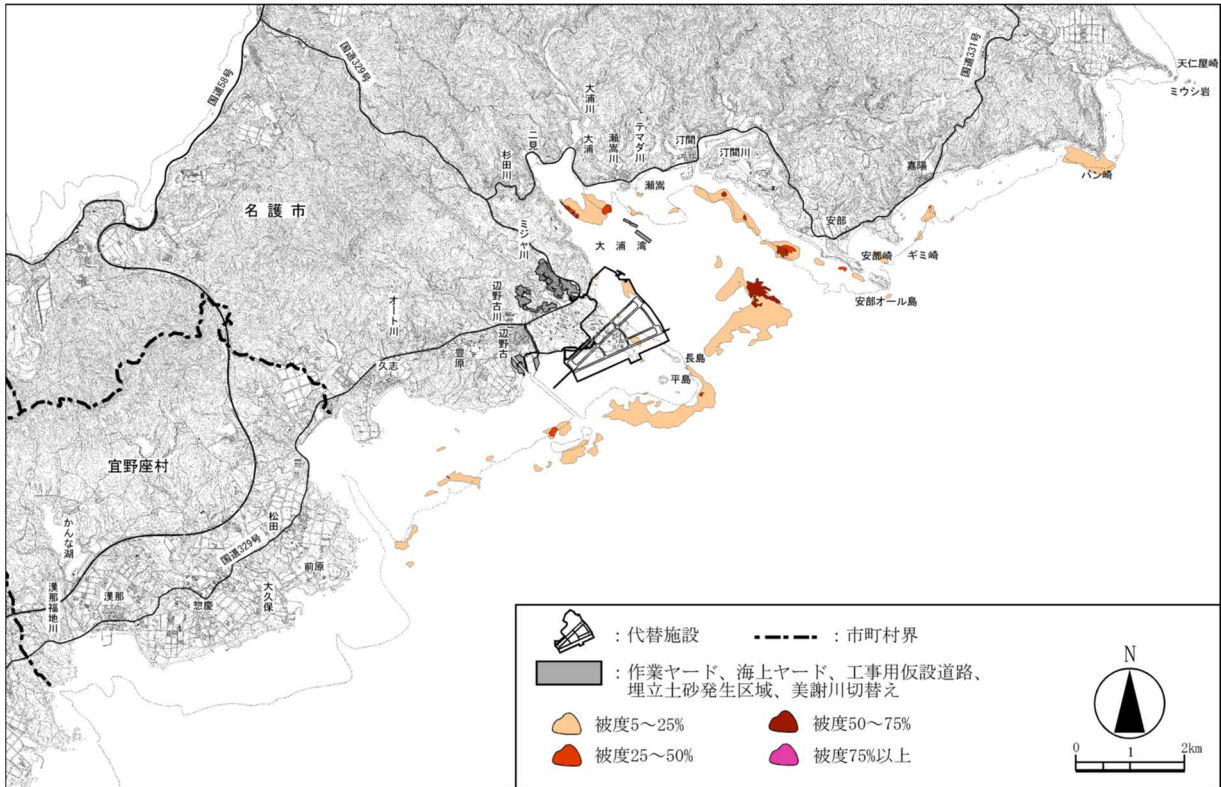 国道58号
国道329号
国道331号
天仁屋崎
ミウシ岩
バン崎
嘉陽
ギミ崎
安部
安部崎
安部オール島
汀間川
汀間
テマダ川
瀬嵩川
瀬嵩
大浦川
大浦
二見
杉田川
大浦湾
名護市
ミジャ川
辺野古川
辺野古
オート川
豊原
久志
長島
平島
宜野座村
かんな湖
松田
国道329号
前原
大久保
惣慶
漢那
漢那福地川
：代替施設
：市町村界
：作業ヤード、海上ヤード、工事用仮設道路、
埋立土砂発生区域、美謝川切替え
被度5～25%
被度50～75%
被度25～50%
被度75%以上
N
0 1 2km